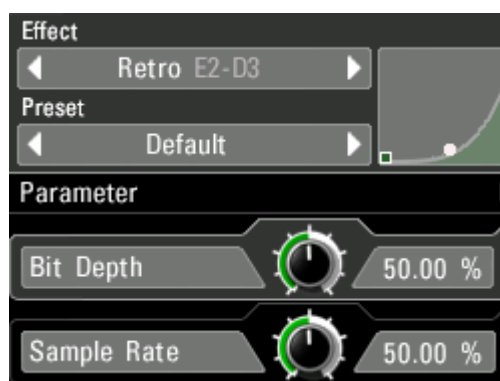 Effect
Retro E2-D3
Preset
Default
Parameter
Bit Depth 50.00 %
Sample Rate 50.00 %